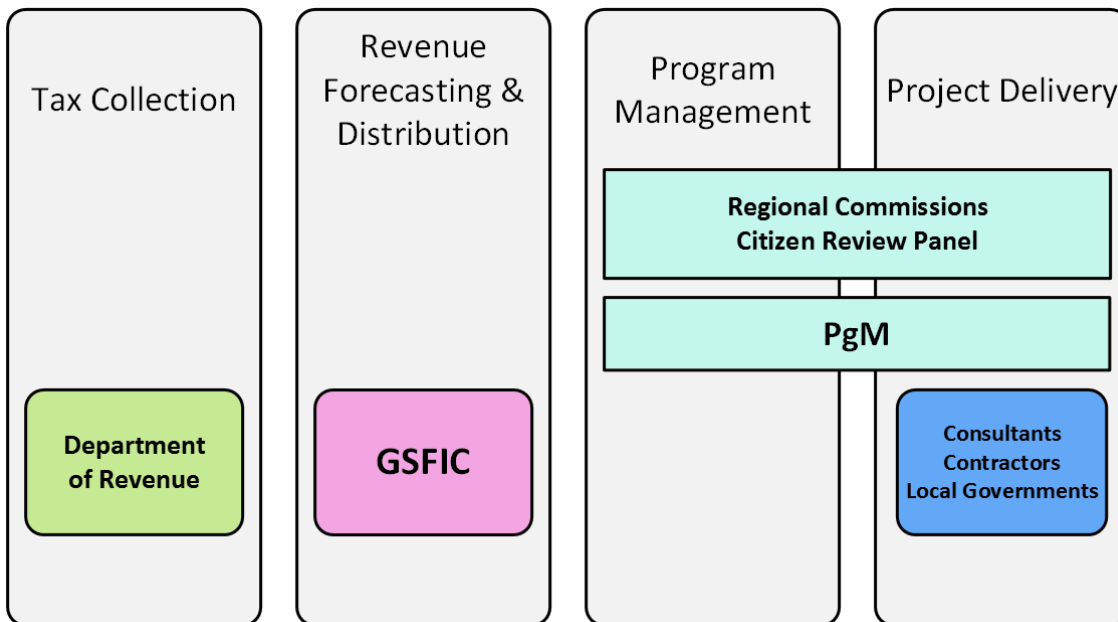 Tax Collection
Revenue
Forecasting &
Distribution
Program
Management
Project Delivery
Regional Commissions
Citizen Review Panel
PgM
Department
of Revenue
GSFIC
Consultants
Contractors
Local Governments